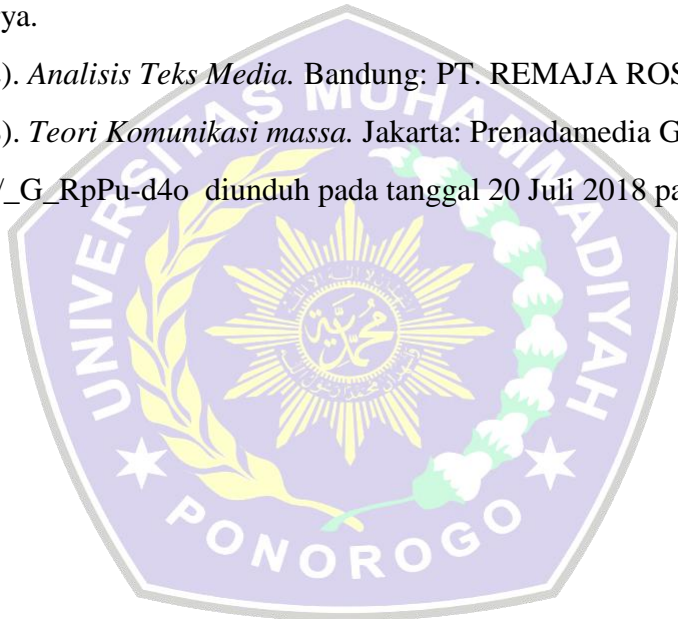 ya.
). Analisis Teks Media. Bandung: PT. REMAJA ROS
). Teori Komunikasi massa. Jakarta: Prenadamedia G
/_G_RpPu-d4o diunduh pada tanggal 20 Juli 2018 pa
UNIVERSITAS MUHAMMADIYAH
PONOROGO